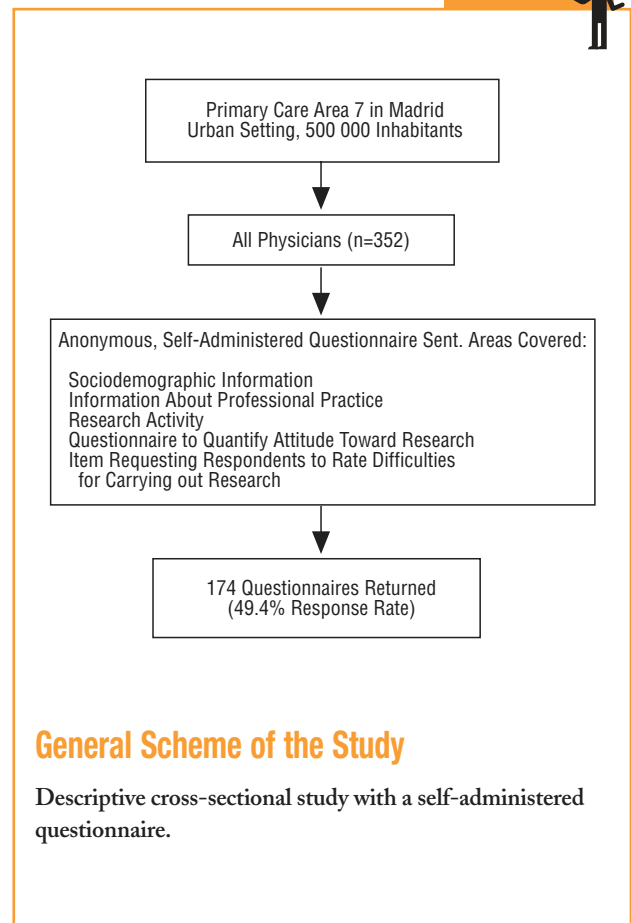 Primary Care Area 7 in Madrid
Urban Setting, 500 000 Inhabitants
All Physicians (n=352)
Anonymous, Self-Administered Questionnaire Sent. Areas Covered:
Sociodemographic Information
Information About Professional Practice
Research Activity
Questionnaire to Quantify Attitude Toward Research
Item Requesting Respondents to Rate Difficulties
for Carrying out Research
174 Questionnaires Returned
(49.4% Response Rate)
General Scheme of the Study
Descriptive cross-sectional study with a self-administered
questionnaire.